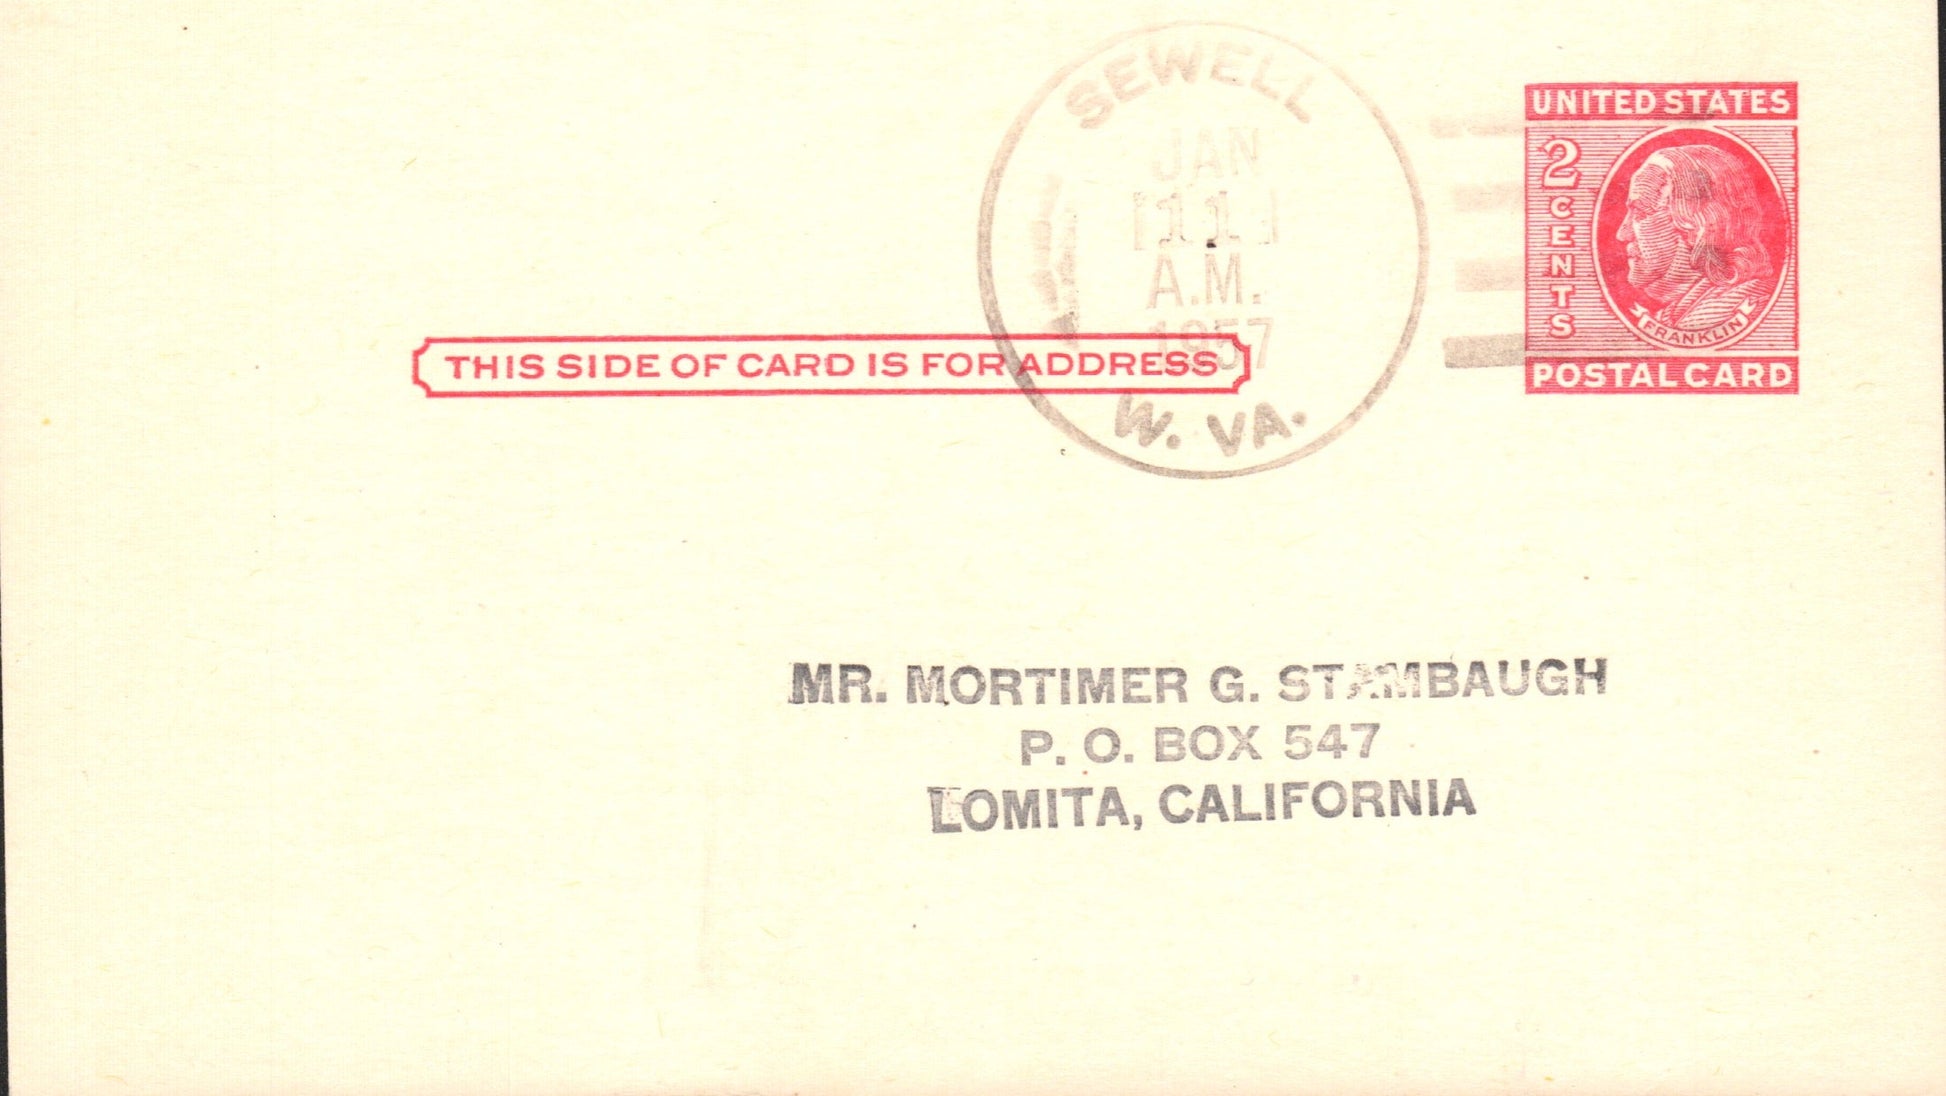 SEWELL
JAN
11
A.M.
1957
W. VA.
UNITED STATES
2 CENTS
FRANKLIN
POSTAL CARD
THIS SIDE OF CARD IS FOR ADDRESS
MR. MORTIMER G. STAMBAUGH
P. O. BOX 547
LOMITA, CALIFORNIA